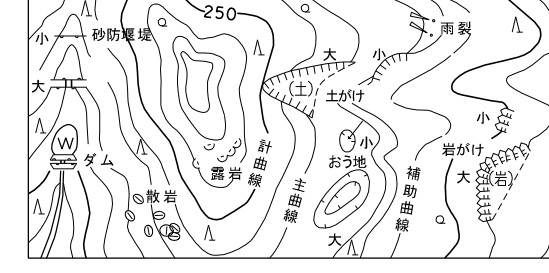 250
小
砂防堰堤
大
雨裂
小
大
(土)
土がけ
小
岩がけ
大
(岩)
W
ダム
露岩
計曲線
小
おう地
大
散岩
主曲線
補助曲線